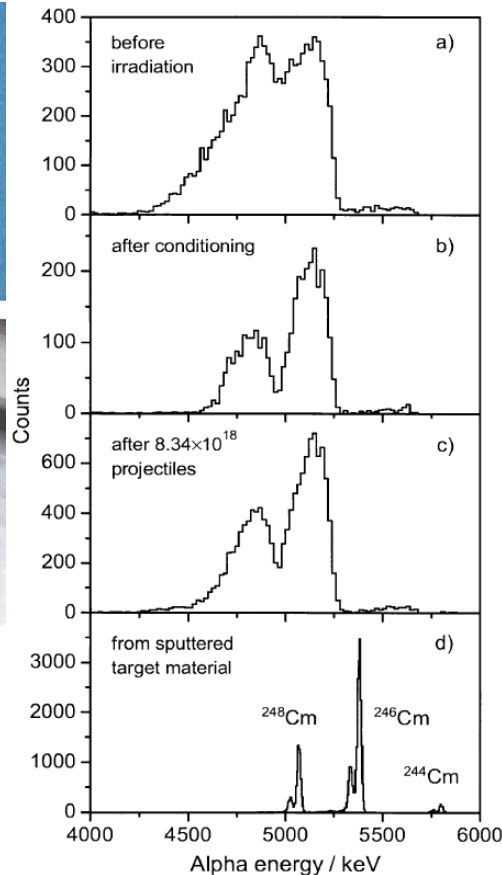 400
before
irradiation
a)
300
200
100
0
after conditioning
b)
200
100
0
Counts
after 8.34×10¹⁸
projectiles
c)
600
400
200
0
from sputtered
target material
d)
3000
2000
1000
0
²⁴⁸Cm
²⁴⁶Cm
²⁴⁴Cm
4000 4500 5000 5500 6000
Alpha energy / keV